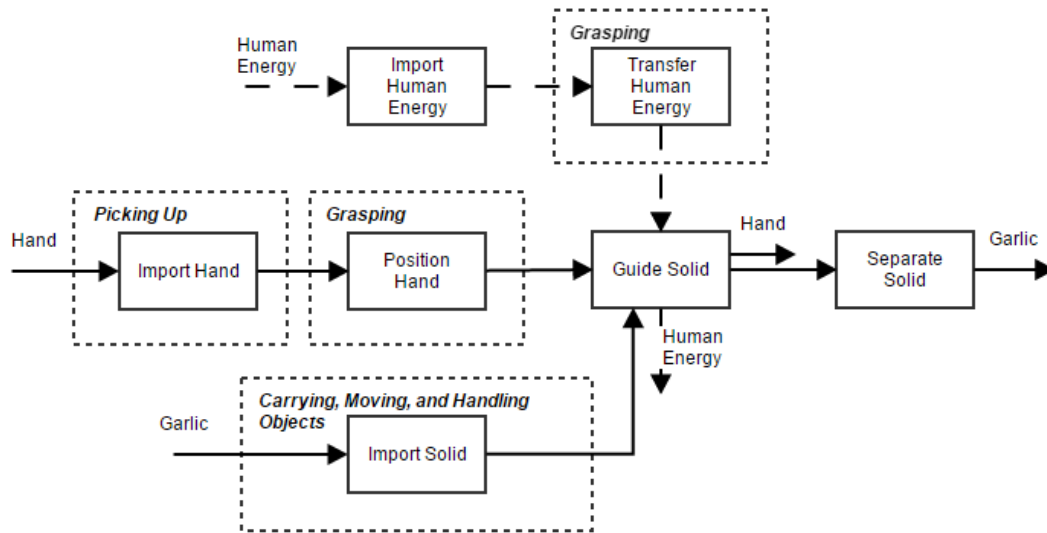 Grasping
Human
Energy
Import
Human
Energy
Transfer
Human
Energy
Picking Up
Grasping
Hand
Import Hand
Position
Hand
Guide Solid
Hand
Separate
Solid
Garlic
Human
Energy
Carrying, Moving, and Handling
Objects
Garlic
Import Solid